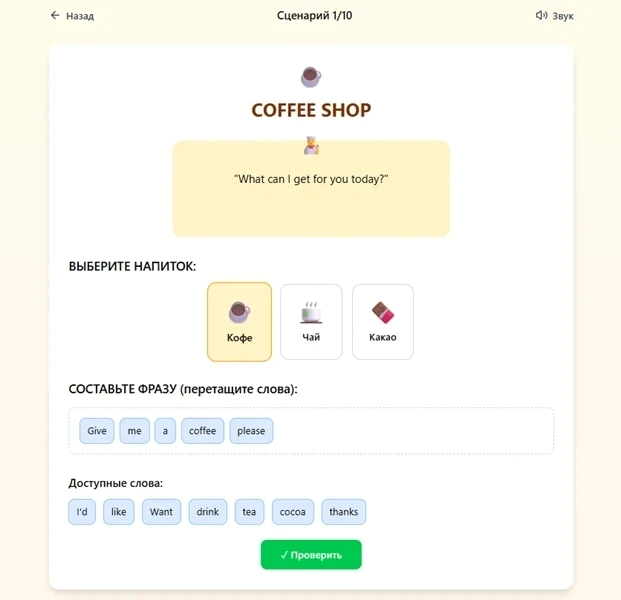 ← Назад Сценарий 1/10 Звук
COFFEE SHOP
"What can I get for you today?"
ВЫБЕРИТЕ НАПИТОК:
Кофе Чай Какао
СОСТАВЬТЕ ФРАЗУ (перетащите слова):
Give me a coffee please
Доступные слова:
I'd like Want drink tea cocoa thanks
✓ Проверить